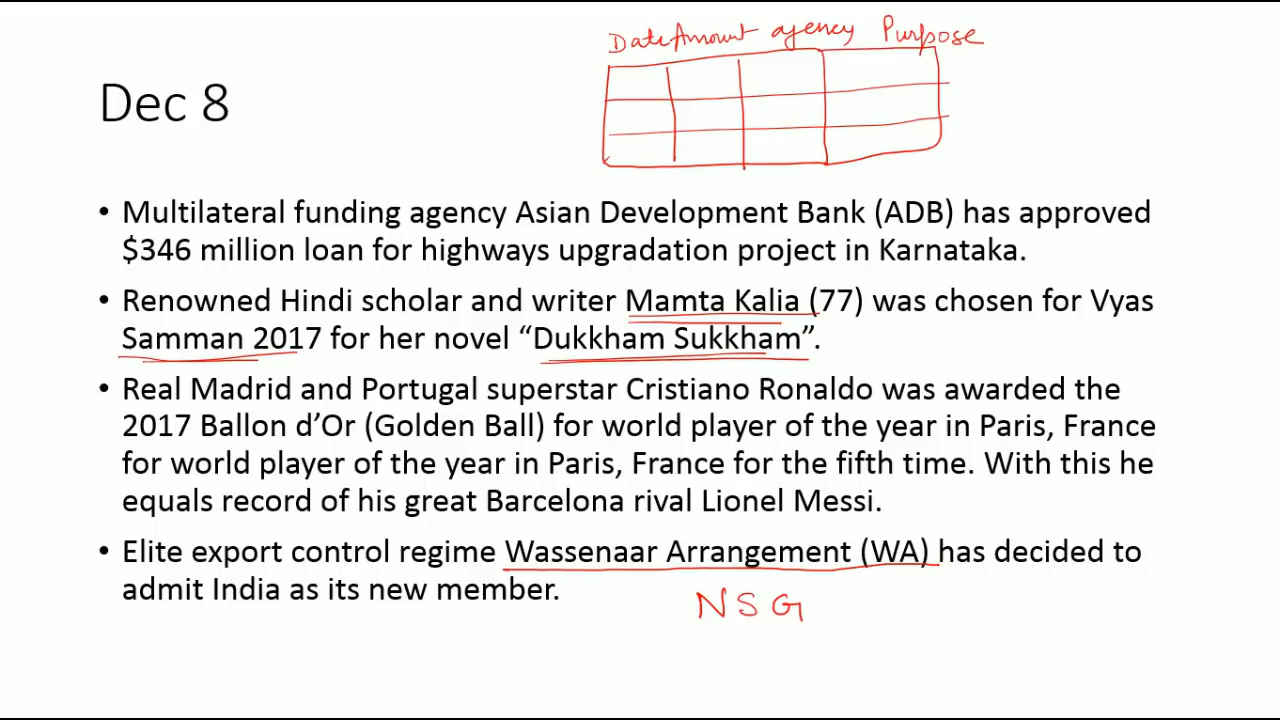 Date Amount agency Purpose
Dec 8
• Multilateral funding agency Asian Development Bank (ADB) has approved
$346 million loan for highways upgradation project in Karnataka.
• Renowned Hindi scholar and writer Mamta Kalia (77) was chosen for Vyas
Samman 2017 for her novel “Dukkham Sukkham”.
• Real Madrid and Portugal superstar Cristiano Ronaldo was awarded the
2017 Ballon d’Or (Golden Ball) for world player of the year in Paris, France
for world player of the year in Paris, France for the fifth time. With this he
equals record of his great Barcelona rival Lionel Messi.
• Elite export control regime Wassenaar Arrangement (WA) has decided to
admit India as its new member.
NSG